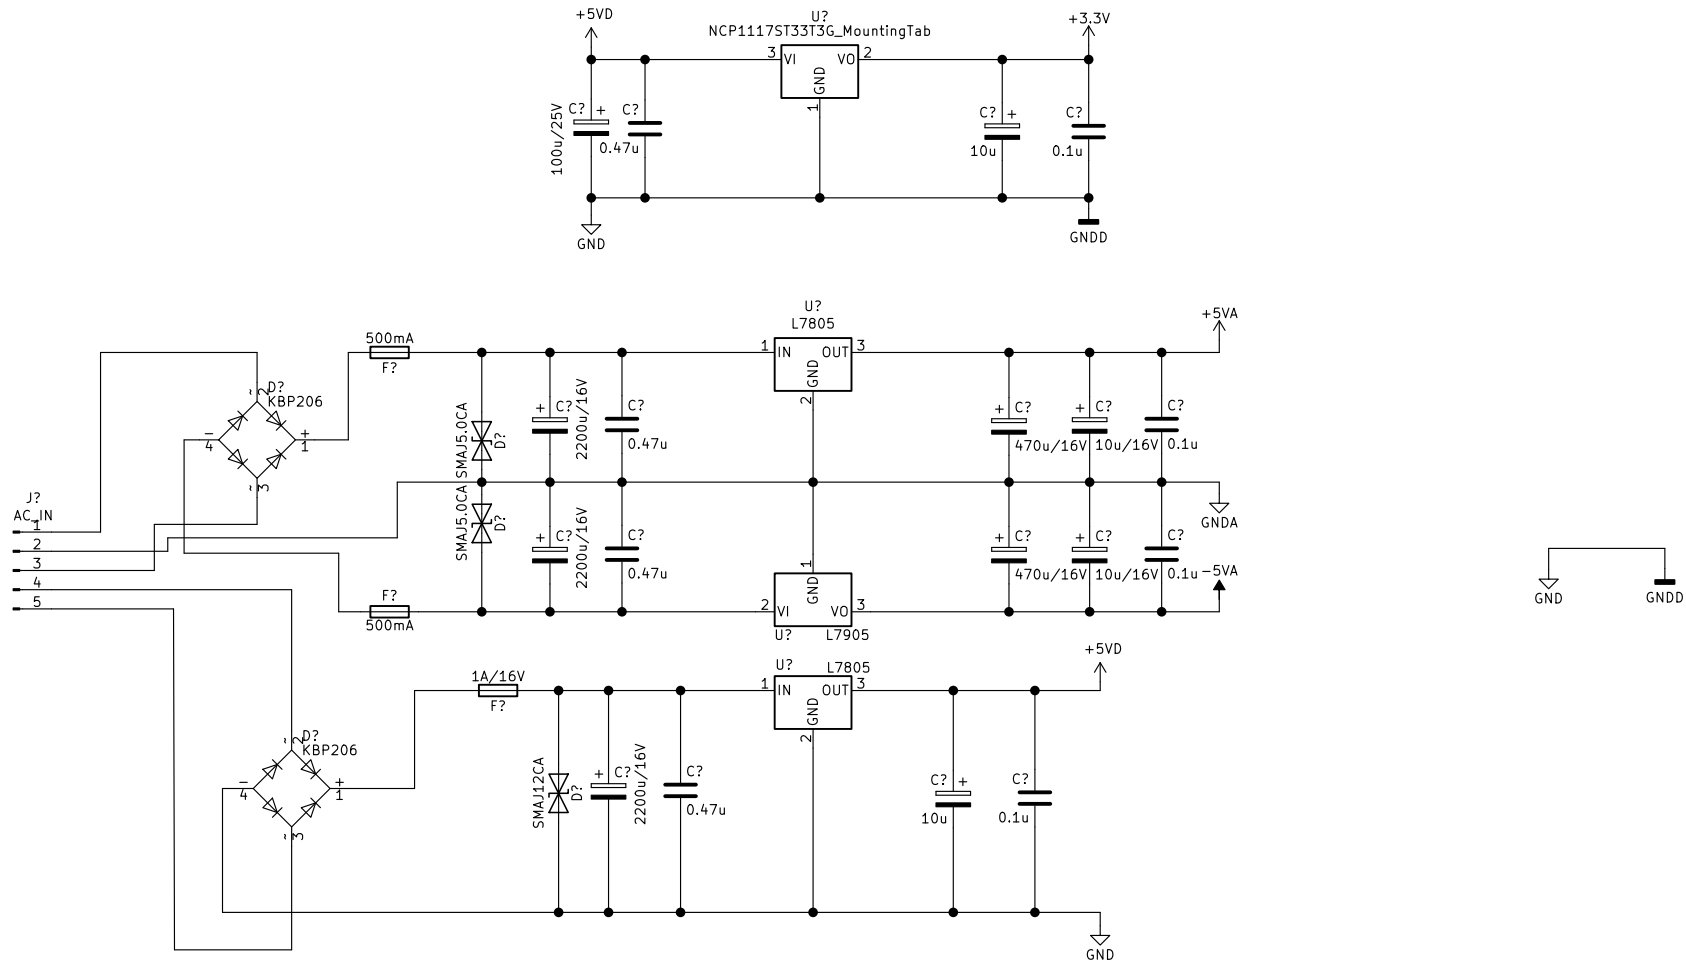 +5VD
U?
NCP1117ST33T3G_MountingTab
+3.3V
3
VI
VO
2
GND
1
C?
+
100u/25V
C?
0.47u
C?
+
10u
C?
0.1u
GND
GNDD
U?
L7805
+5VA
500mA
F?
1
IN
OUT
3
GND
2
D?
KBP206
~
2
−
4
+
1
~
3
SMAJ5.0CA
D?
+
C?
2200u/16V
C?
0.47u
+
C?
470u/16V
+
C?
10u/16V
C?
0.1u
J?
AC_IN
1
2
3
4
5
SMAJ5.0CA
D?
+
C?
2200u/16V
C?
0.47u
GNDA
+
C?
470u/16V
+
C?
10u/16V
C?
0.1u
−5VA
1
GND
2
VI
VO
3
U?
L7905
F?
500mA
GND
GNDD
+5VD
1A/16V
F?
U?
L7805
1
IN
OUT
3
GND
2
D?
KBP206
~
2
−
4
+
1
~
3
SMAJ12CA
D?
+
C?
2200u/16V
C?
0.47u
C?
+
10u
C?
0.1u
GND